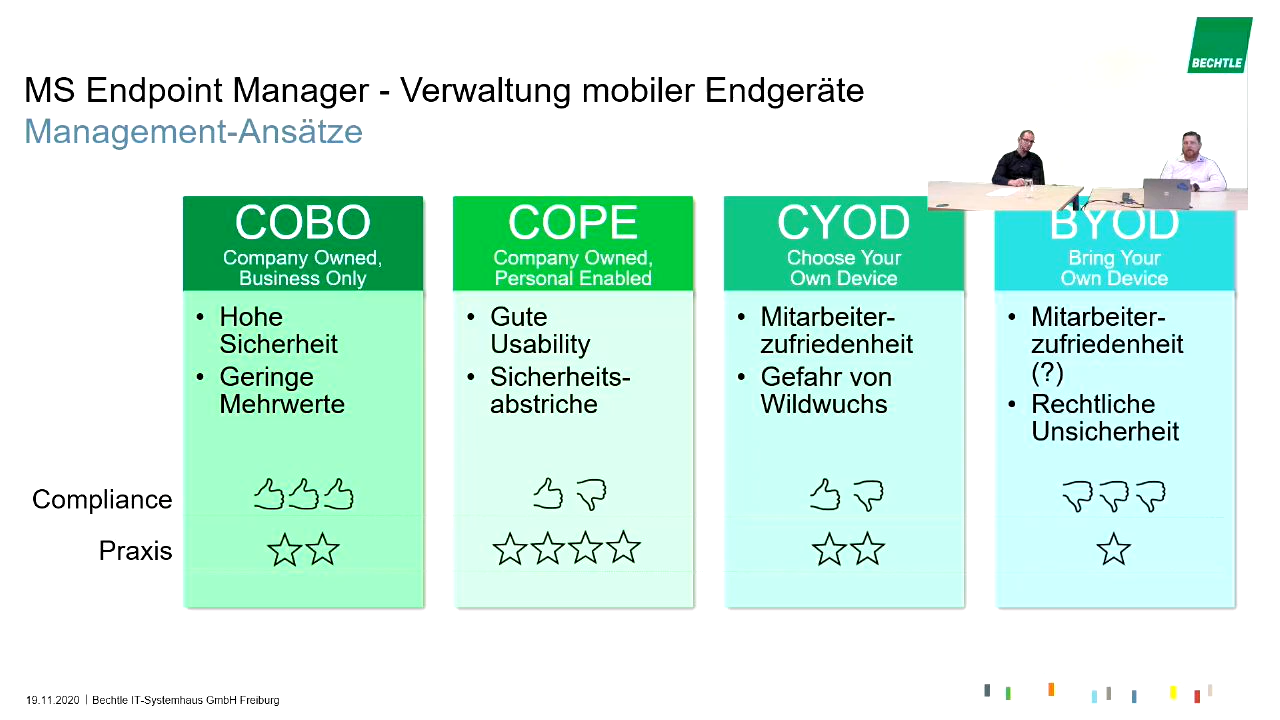 BECHTLE
MS Endpoint Manager - Verwaltung mobiler Endgeräte
Management-Ansätze
COBO
Company Owned,
Business Only
• Hohe
Sicherheit
• Geringe
Mehrwerte
COPE
Company Owned,
Personal Enabled
• Gute
Usability
• Sicherheits-
abstriche
CYOD
Choose Your
Own Device
• Mitarbeiter-
zufriedenheit
• Gefahr von
Wildwuchs
BYOD
Bring Your
Own Device
• Mitarbeiter-
zufriedenheit
(?)
• Rechtliche
Unsicherheit
Compliance
Praxis
19.11.2020 | Bechtle IT-Systemhaus GmbH Freiburg